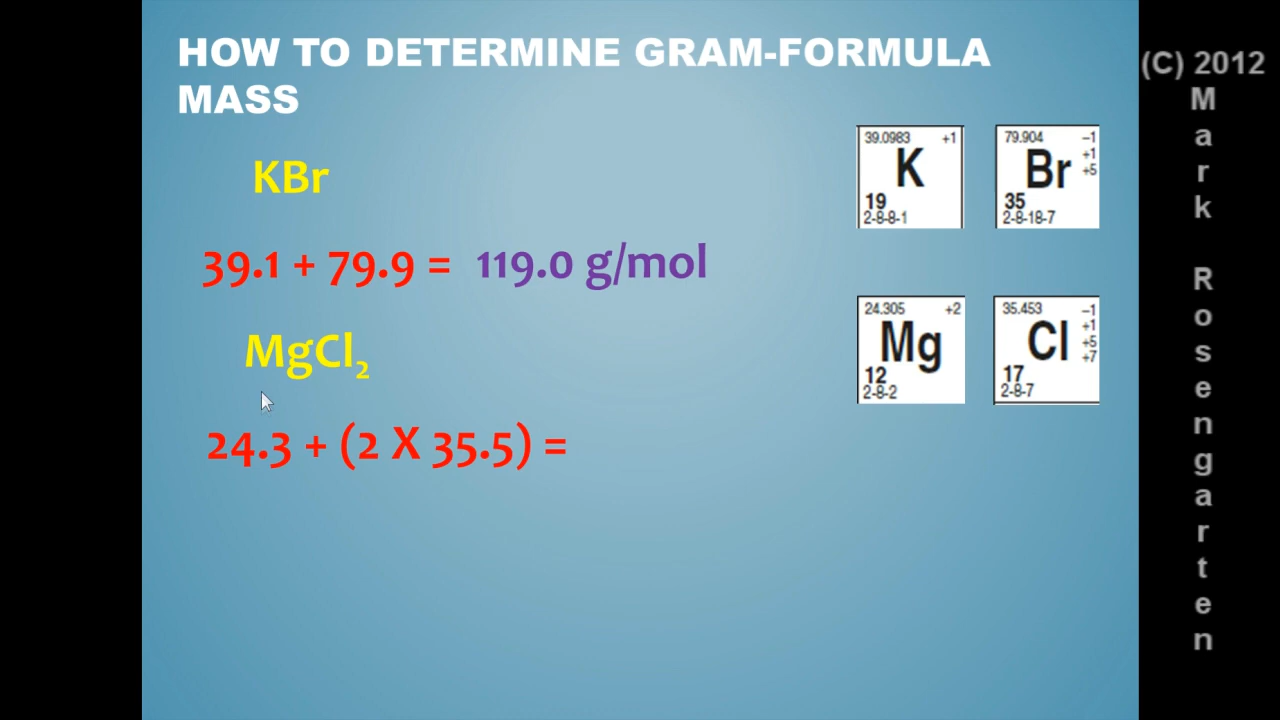 HOW TO DETERMINE GRAM-FORMULA
MASS
KBr
39.1 + 79.9 = 119.0 g/mol
MgCl₂
24.3 + (2 X 35.5) =
39.0983 +1
K
19
2-8-8-1
79.904 –1
+1
+5
Br
35
2-8-18-7
24.305 +2
Mg
12
2-8-2
35.453 –1
+1
+5
+7
Cl
17
2-8-7
(C) 2012
M
a
r
k
R
o
s
e
n
g
a
r
t
e
n